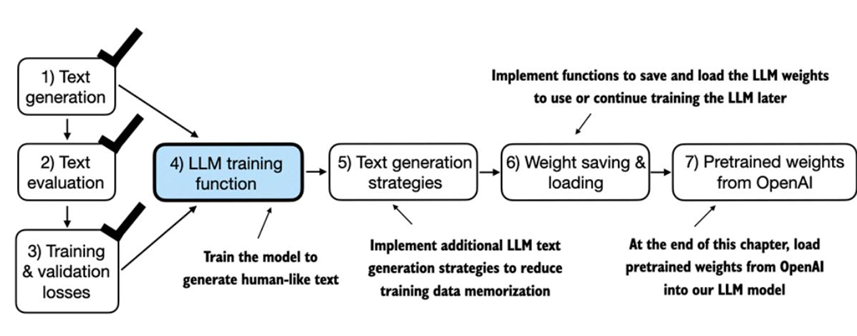 1) Text
generation
2) Text
evaluation
3) Training
& validation
losses
4) LLM training
function
Train the model to
generate human-like text
5) Text generation
strategies
Implement additional LLM text
generation strategies to reduce
training data memorization
Implement functions to save and load the LLM weights
to use or continue training the LLM later
6) Weight saving &
loading
7) Pretrained weights
from OpenAI
At the end of this chapter, load
pretrained weights from OpenAI
into our LLM model